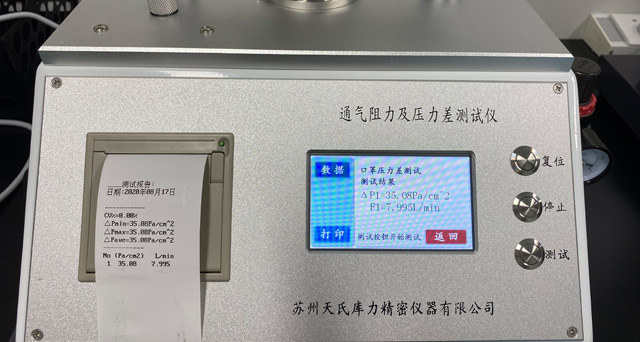 通气阻力及压力差测试仪
测试报告:
日期:2020年08月17日
CV%=0.00%
△Pmin=35.08Pa/cm^2
△Pmax=35.08Pa/cm^2
△Pave=35.08Pa/cm^2
No (Pa/cm2) L/min
1 35.08 7.995
数据
口罩压力差测试
测试结果
△P1=35.08Pa/cm^2
F1=7.995L/min
打印
测试按钮开始测试
返回
复位
停止
测试
苏州天氏库力精密仪器有限公司